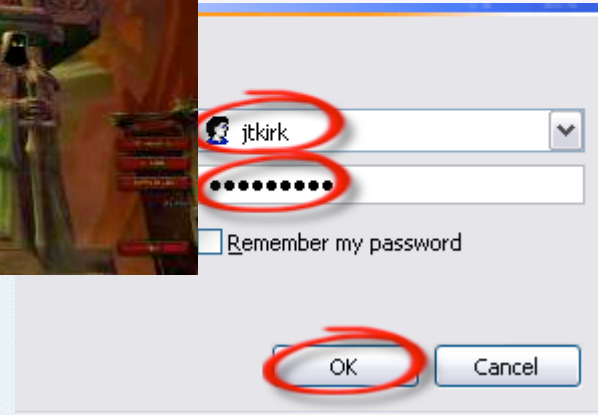 jtkirk
●●●●●●●●●
Remember my password
OK
Cancel